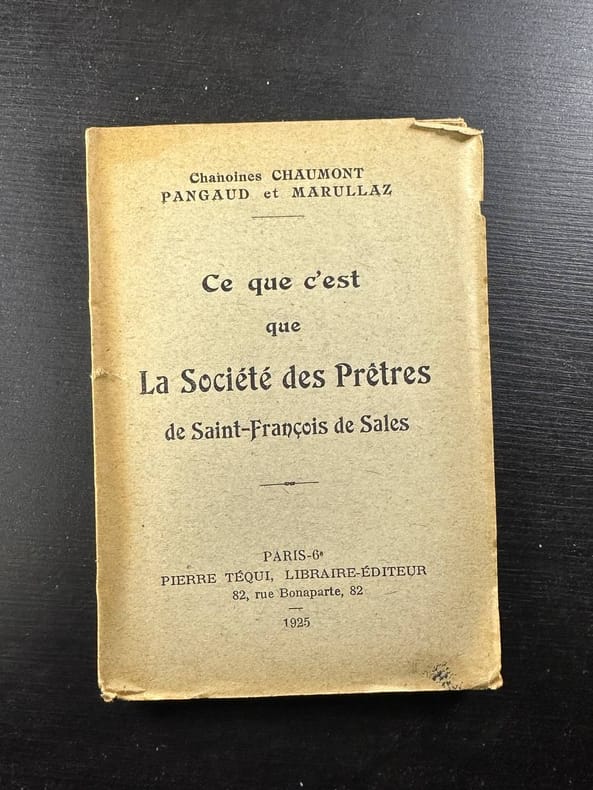 Chanoines CHAUMONT
PANGAUD et MARULLAZ
Ce que c'est
que
La Société des Prêtres
de Saint-François de Sales
PARIS-6e
PIERRE TÉQUI, LIBRAIRE-ÉDITEUR
82, rue Bonaparte, 82
1925